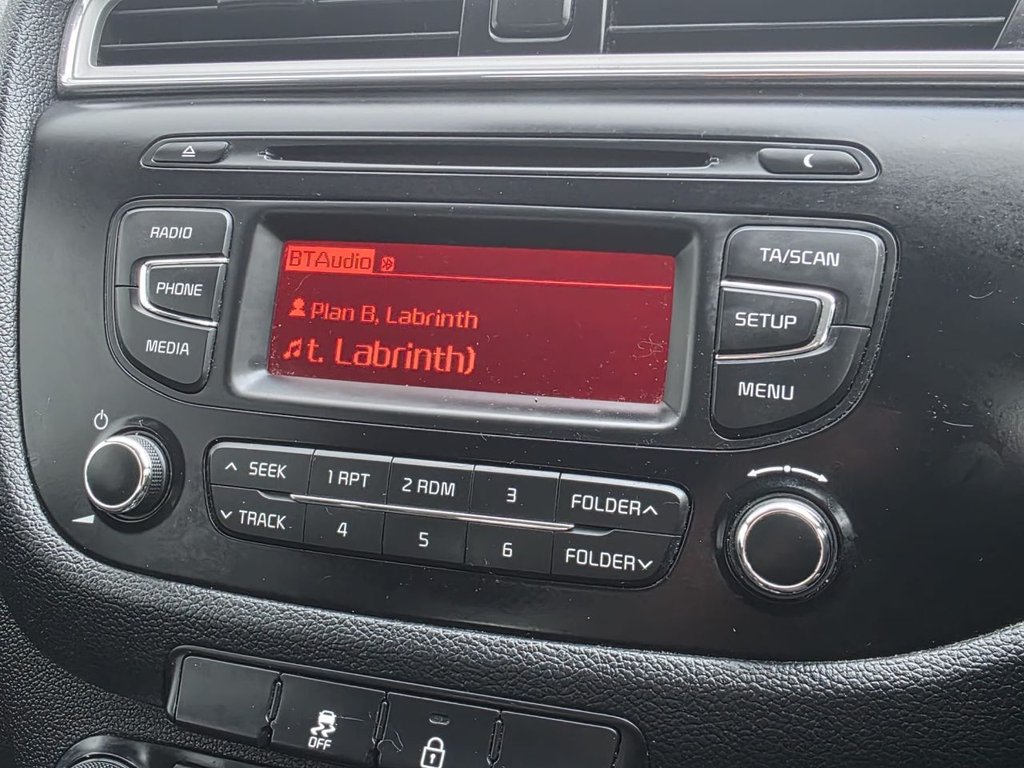 RADIO
PHONE
MEDIA
BTAudio
Plan B, Labrinth
t. Labrinth)
TA/SCAN
SETUP
MENU
SEEK 1 RPT 2 RDM 3 FOLDER
TRACK 4 5 6 FOLDER
OFF